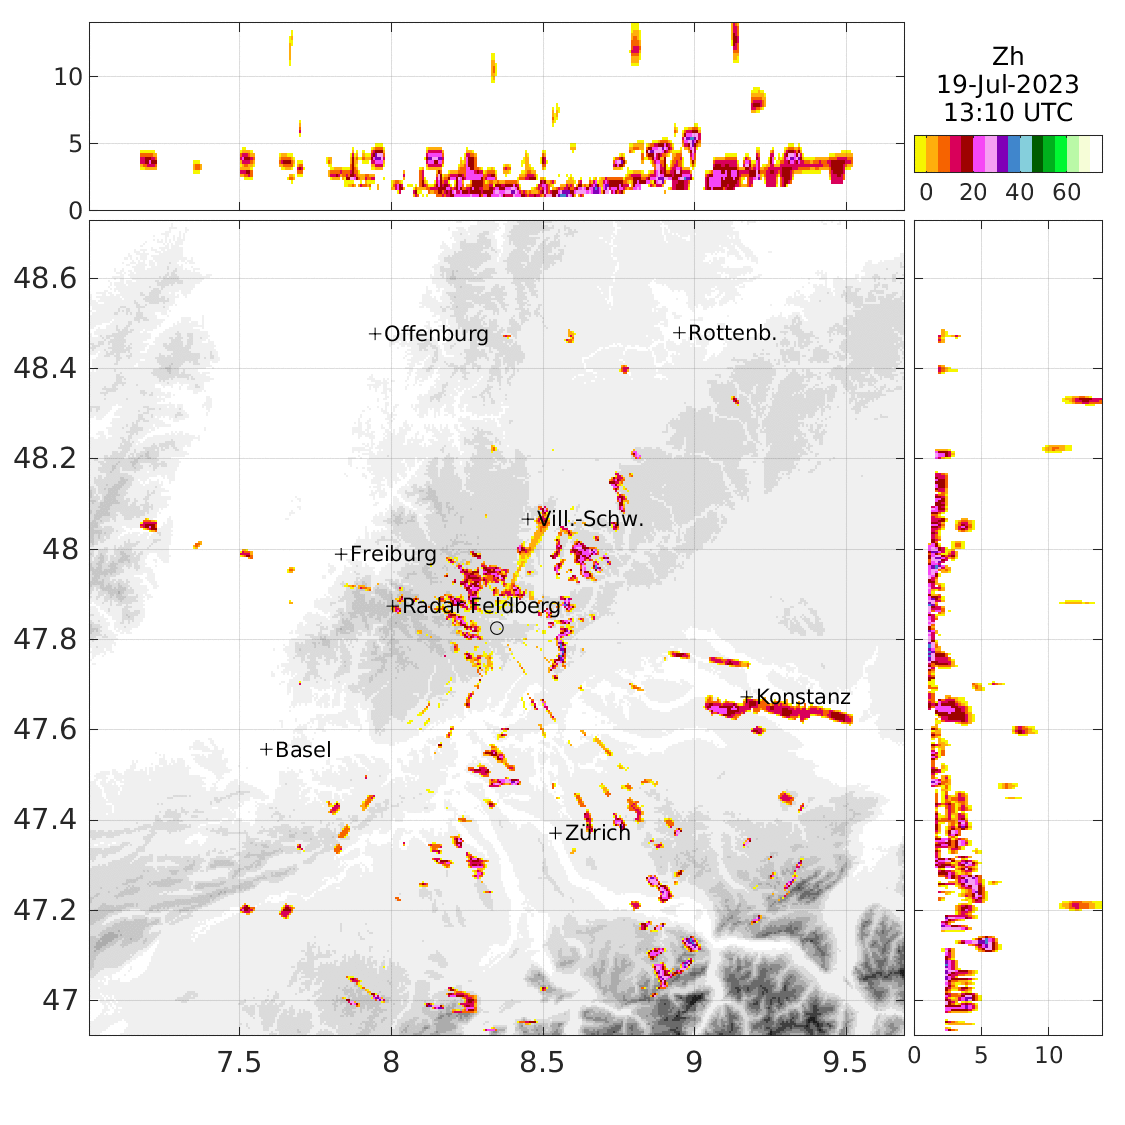 Zh
19-Jul-2023
13:10 UTC
0 20 40 60
10
5
0
48.6
48.4
48.2
48
47.8
47.6
47.4
47.2
47
+Offenburg
+Rottenb.
+Vill.-Schw.
+Freiburg
+Radar Feldberg
+Konstanz
+Basel
+Zürich
7.5 8 8.5 9 9.5
0 5 10